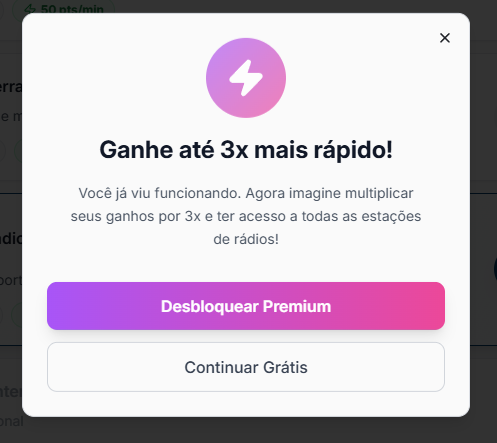 50 pts/min
Ganhe até 3x mais rápido!
Você já viu funcionando. Agora imagine multiplicar
seus ganhos por 3x e ter acesso a todas as estações
de rádios!
Desbloquear Premium
Continuar Grátis